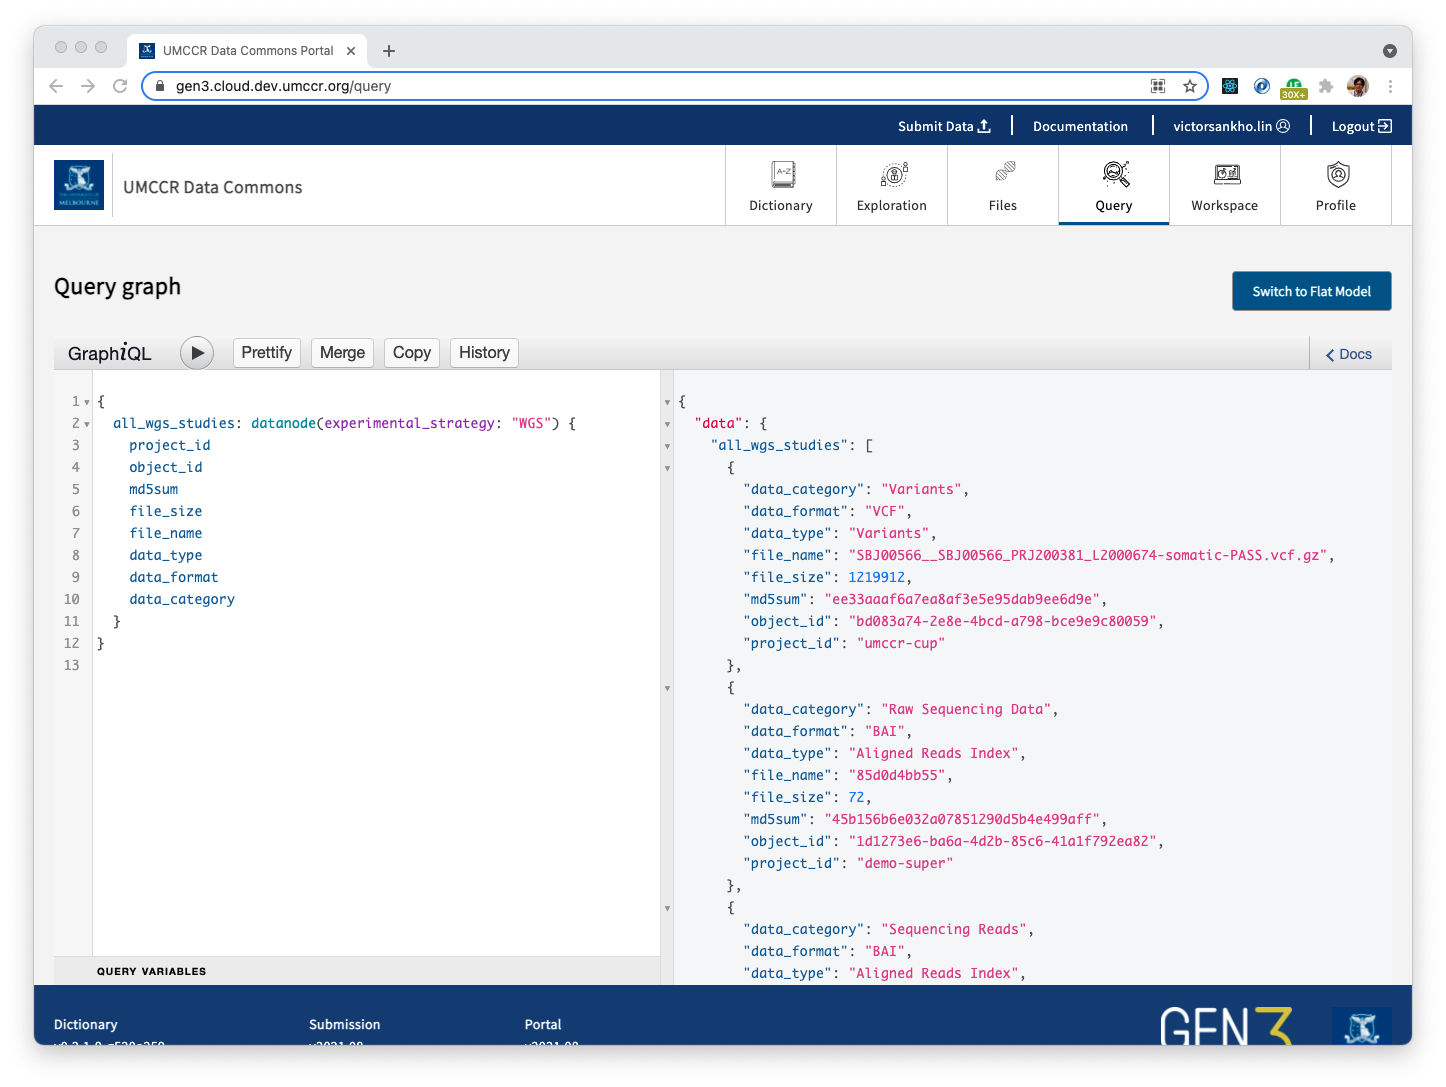 UMCCR Data Commons Portal
gen3.cloud.dev.umccr.org/query
30X+
Submit Data
Documentation
victorsankho.lin
Logout
MELBOURNE
UMCCR Data Commons
A-Z
Dictionary
Exploration
Files
Query
Workspace
Profile
Query graph
Switch to Flat Model
GraphiQL
Prettify
Merge
Copy
History
Docs
1 {
2 all_wgs_studies: datanode(experimental_strategy: "WGS") {
3 project_id
4 object_id
5 md5sum
6 file_size
7 file_name
8 data_type
9 data_format
10 data_category
11 }
12 }
13
{
"data": {
"all_wgs_studies": [
{
"data_category": "Variants",
"data_format": "VCF",
"data_type": "Variants",
"file_name": "SBJ00566__SBJ00566_PRJ200381_L2000674-somatic-PASS.vcf.gz",
"file_size": 1219912,
"md5sum": "ee33aaaf6a7ea8af3e5e95dab9ee6d9e",
"object_id": "bd083a74-2e8e-4bcd-a798-bce9e9c80059",
"project_id": "umccr-cup"
},
{
"data_category": "Raw Sequencing Data",
"data_format": "BAI",
"data_type": "Aligned Reads Index",
"file_name": "85d0d4bb55",
"file_size": 72,
"md5sum": "45b156b6e032a07851290d5b4e499aff",
"object_id": "1d1273e6-ba6a-4d2b-85c6-41a1f792ea82",
"project_id": "demo-super"
},
{
"data_category": "Sequencing Reads",
"data_format": "BAI",
"data_type": "Aligned Reads Index",
QUERY VARIABLES
Dictionary
Submission
Portal
GEN3